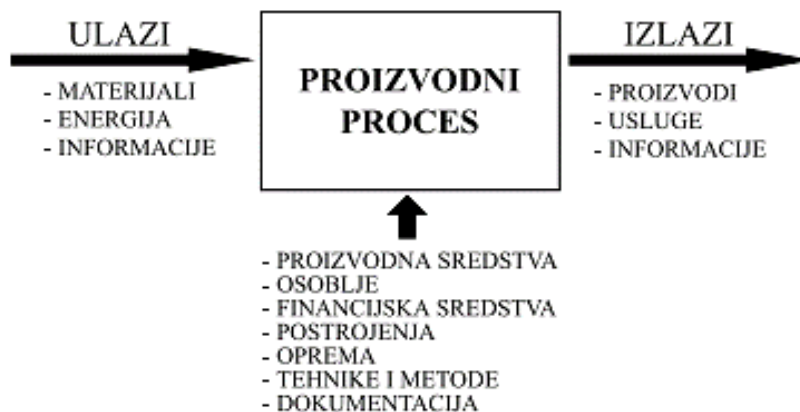 ULAZI
- MATERIJALI
- ENERGIJA
- INFORMACIJE
PROIZVODNI
PROCES
IZLAZI
- PROIZVODI
- USLUGE
- INFORMACIJE
- PROIZVODNA SREDSTVA
- OSOBLJE
- FINANCIJSKA SREDSTVA
- POSTROJENJA
- OPREMA
- TEHNIKE I METODE
- DOKUMENTACIJA